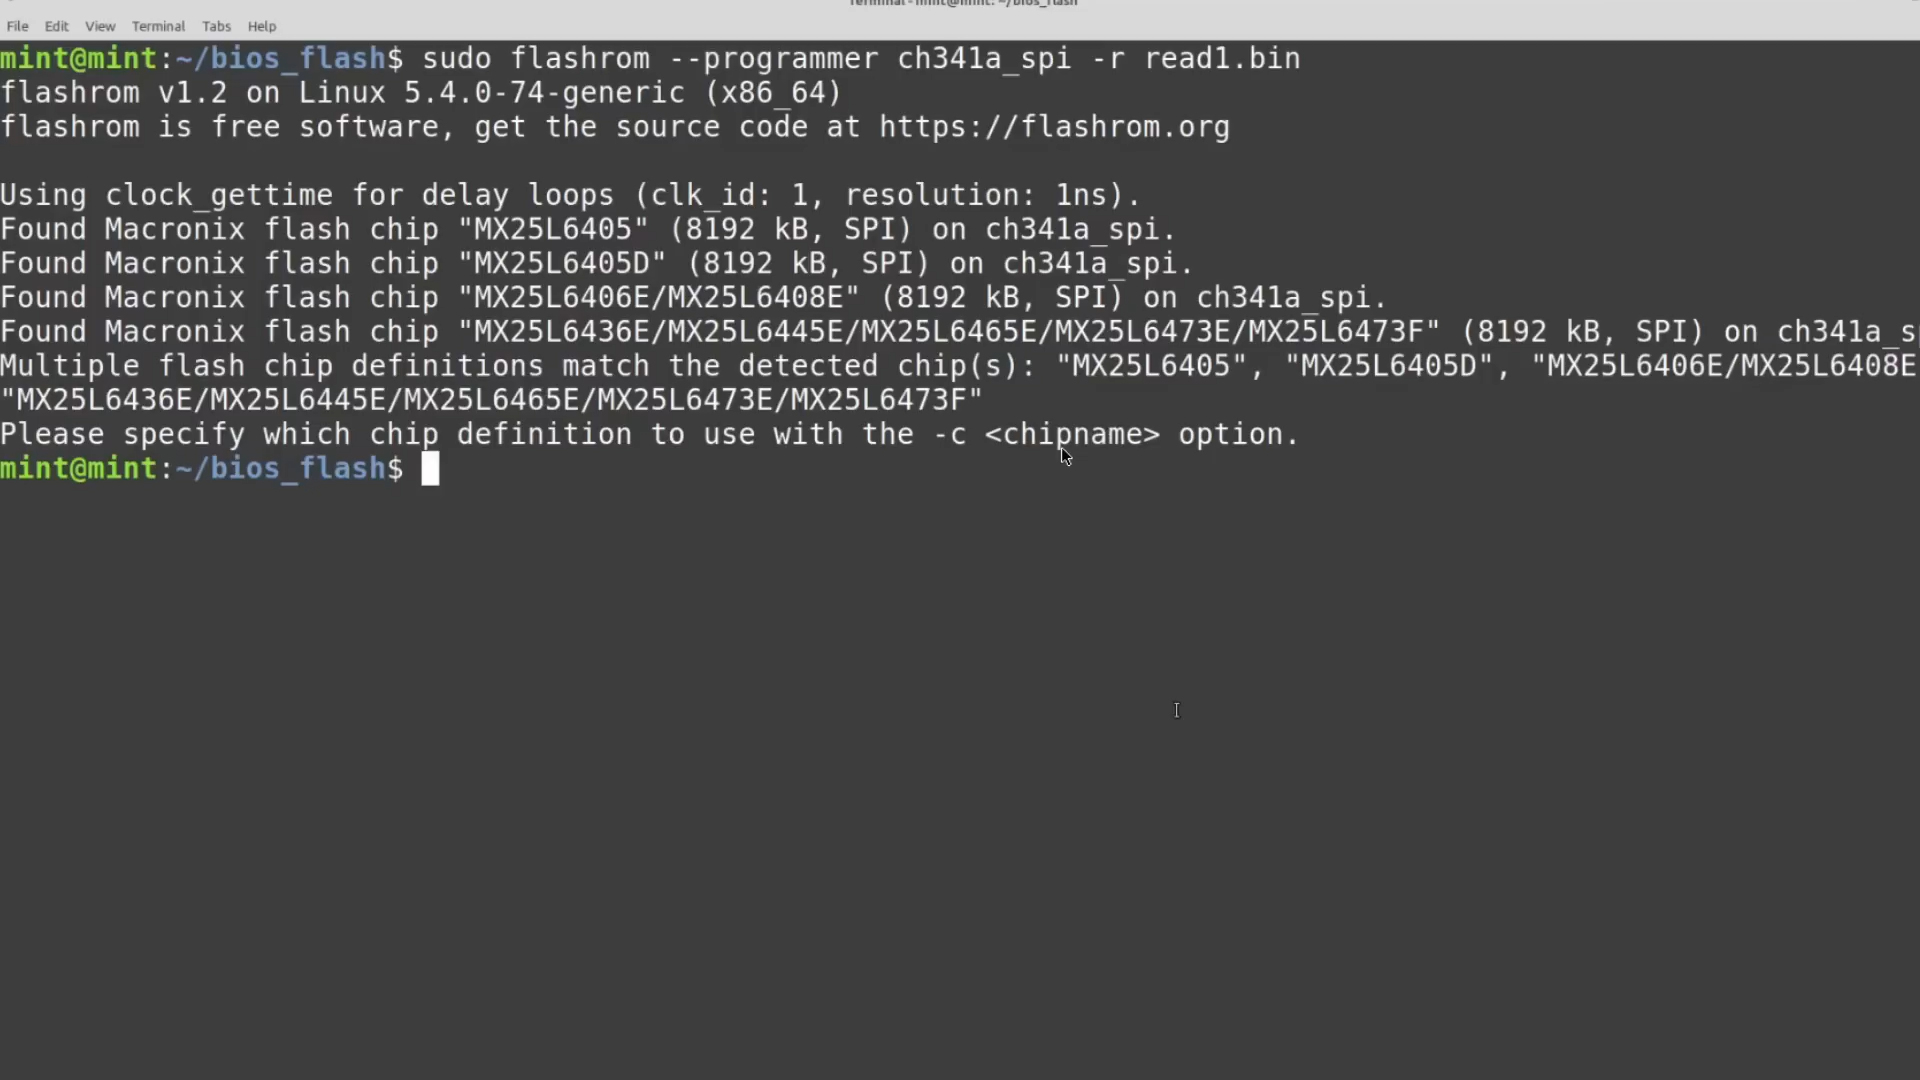 Terminal - mint@mint: ~/bios_flash
File Edit View Terminal Tabs Help
mint@mint:~/bios_flash$ sudo flashrom --programmer ch341a_spi -r read1.bin
flashrom v1.2 on Linux 5.4.0-74-generic (x86_64)
flashrom is free software, get the source code at https://flashrom.org
Using clock_gettime for delay loops (clk_id: 1, resolution: 1ns).
Found Macronix flash chip "MX25L6405" (8192 kB, SPI) on ch341a_spi.
Found Macronix flash chip "MX25L6405D" (8192 kB, SPI) on ch341a_spi.
Found Macronix flash chip "MX25L6406E/MX25L6408E" (8192 kB, SPI) on ch341a_spi.
Found Macronix flash chip "MX25L6436E/MX25L6445E/MX25L6465E/MX25L6473E/MX25L6473F" (8192 kB, SPI) on ch341a_sp
Multiple flash chip definitions match the detected chip(s): "MX25L6405", "MX25L6405D", "MX25L6406E/MX25L6408E
"MX25L6436E/MX25L6445E/MX25L6465E/MX25L6473E/MX25L6473F"
Please specify which chip definition to use with the -c <chipname> option.
mint@mint:~/bios_flash$